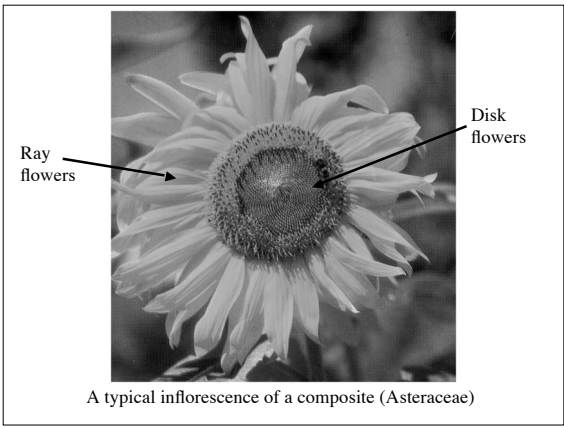 Disk
flowers
Ray
flowers
A typical inflorescence of a composite (Asteraceae)